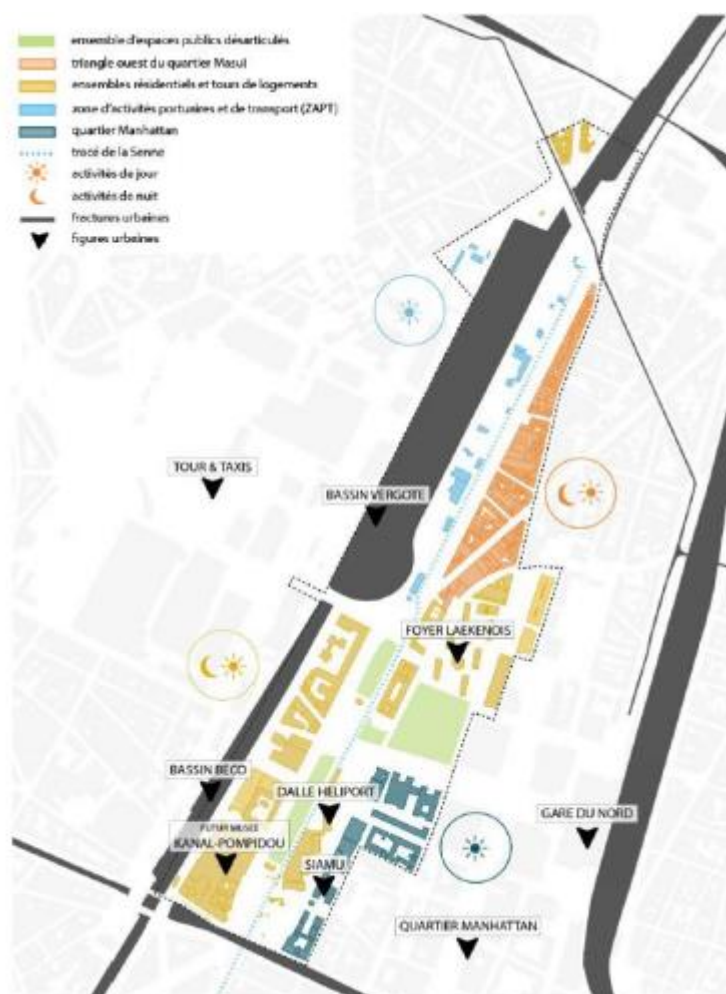 ensemble d'espaces publics désarticulés
triangle ouest du quartier Masui
ensembles résidentiels et tours de logements
zone d'activités portuaires et de transport (ZAPT)
quartier Manhattan
tracé de la Senne
activités de jour
activités de nuit
fractures urbaines
figures urbaines
TOUR & TAXIS
BASSIN VERGOTE
FOYER LAEKENOIS
BASSIN BECO
DALLE HELIPORT
GARE DU NORD
FUTUR MUSEE
KANAL-POMPIDOU
SIAMU
QUARTIER MANHATTAN